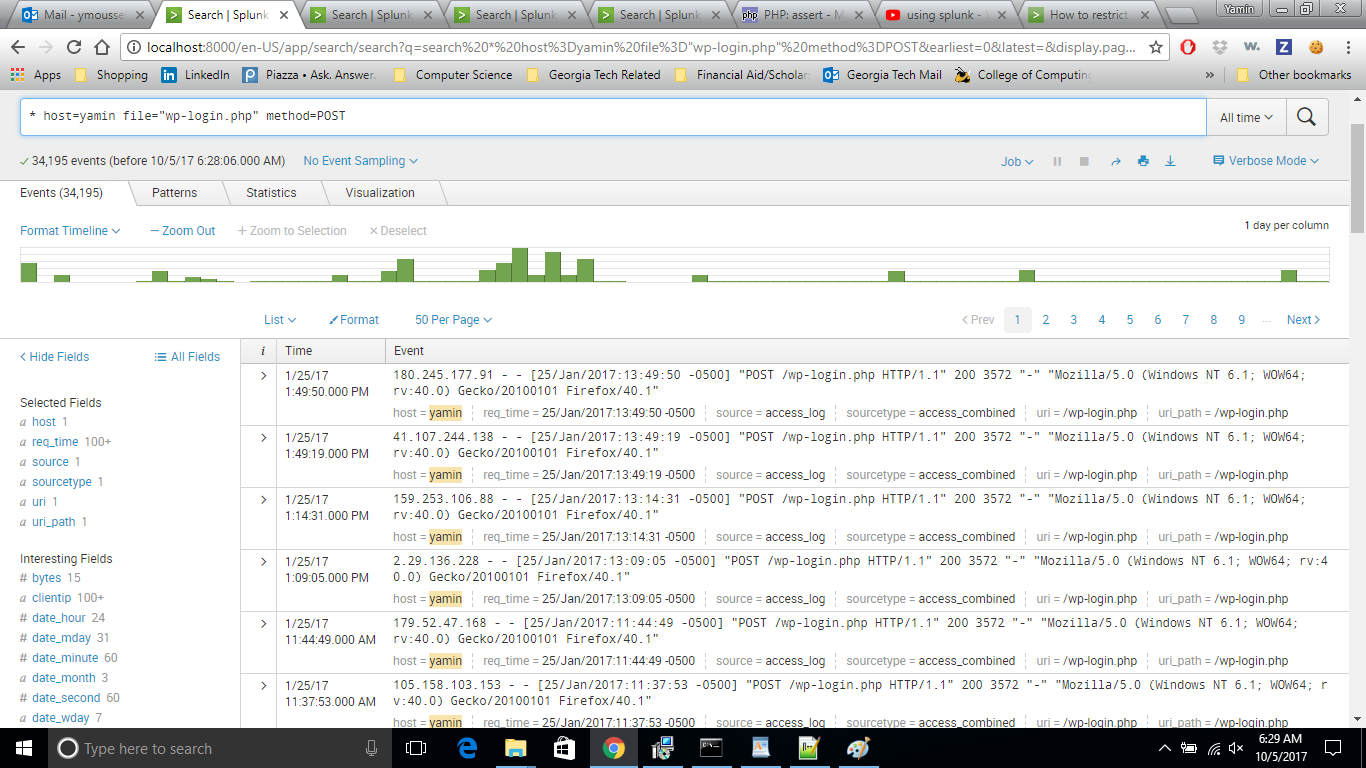 Mail - ymousse
Search | Splunk
Search | Splunk
Search | Splunk
Search | Splunk
php PHP: assert - M
using splunk - Y
How to restrict
Yamin
localhost:8000/en-US/app/search/search?q=search%20*%20host%3Dyamin%20file%3D"wp-login.php"%20method%3DPOST&earliest=0&latest=&display.pag...
Apps
Shopping
LinkedIn
Piazza • Ask. Answer.
Computer Science
Georgia Tech Related
Financial Aid/Scholar
Georgia Tech Mail
College of Computin
»
Other bookmarks
* host=yamin file="wp-login.php" method=POST
All time
34,195 events (before 10/5/17 6:28:06.000 AM)
No Event Sampling
Job
Verbose Mode
Events (34,195)
Patterns
Statistics
Visualization
Format Timeline
— Zoom Out
+ Zoom to Selection
× Deselect
1 day per column
List
Format
50 Per Page
< Prev 1 2 3 4 5 6 7 8 9 ... Next >
< Hide Fields
All Fields
i Time Event
Selected Fields
a host 1
a req_time 100+
a source 1
a sourcetype 1
a uri 1
a uri_path 1
Interesting Fields
# bytes 15
a clientip 100+
# date_hour 24
# date_mday 31
# date_minute 60
a date_month 3
# date_second 60
a date_wday 7
> 1/25/17
1:49:50.000 PM
180.245.177.91 - - [25/Jan/2017:13:49:50 -0500] "POST /wp-login.php HTTP/1.1" 200 3572 "-" "Mozilla/5.0 (Windows NT 6.1; WOW64;
rv:40.0) Gecko/20100101 Firefox/40.1"
host = yamin req_time = 25/Jan/2017:13:49:50 -0500 source = access_log sourcetype = access_combined uri = /wp-login.php uri_path = /wp-login.php
> 1/25/17
1:49:19.000 PM
41.107.244.138 - - [25/Jan/2017:13:49:19 -0500] "POST /wp-login.php HTTP/1.1" 200 3572 "-" "Mozilla/5.0 (Windows NT 6.1; WOW64;
rv:40.0) Gecko/20100101 Firefox/40.1"
host = yamin req_time = 25/Jan/2017:13:49:19 -0500 source = access_log sourcetype = access_combined uri = /wp-login.php uri_path = /wp-login.php
> 1/25/17
1:14:31.000 PM
159.253.106.88 - - [25/Jan/2017:13:14:31 -0500] "POST /wp-login.php HTTP/1.1" 200 3572 "-" "Mozilla/5.0 (Windows NT 6.1; WOW64;
rv:40.0) Gecko/20100101 Firefox/40.1"
host = yamin req_time = 25/Jan/2017:13:14:31 -0500 source = access_log sourcetype = access_combined uri = /wp-login.php uri_path = /wp-login.php
> 1/25/17
1:09:05.000 PM
2.29.136.228 - - [25/Jan/2017:13:09:05 -0500] "POST /wp-login.php HTTP/1.1" 200 3572 "-" "Mozilla/5.0 (Windows NT 6.1; WOW64; rv:4
0.0) Gecko/20100101 Firefox/40.1"
host = yamin req_time = 25/Jan/2017:13:09:05 -0500 source = access_log sourcetype = access_combined uri = /wp-login.php uri_path = /wp-login.php
> 1/25/17
11:44:49.000 AM
179.52.47.168 - - [25/Jan/2017:11:44:49 -0500] "POST /wp-login.php HTTP/1.1" 200 3572 "-" "Mozilla/5.0 (Windows NT 6.1; WOW64;
rv:40.0) Gecko/20100101 Firefox/40.1"
host = yamin req_time = 25/Jan/2017:11:44:49 -0500 source = access_log sourcetype = access_combined uri = /wp-login.php uri_path = /wp-login.php
> 1/25/17
11:37:53.000 AM
105.158.103.153 - - [25/Jan/2017:11:37:53 -0500] "POST /wp-login.php HTTP/1.1" 200 3572 "-" "Mozilla/5.0 (Windows NT 6.1; WOW64; r
v:40.0) Gecko/20100101 Firefox/40.1"
host = yamin req_time = 25/Jan/2017:11:37:53 -0500 source = access_log sourcetype = access_combined uri = /wp-login.php uri_path = /wp-login.php
Type here to search
6:29 AM
10/5/2017